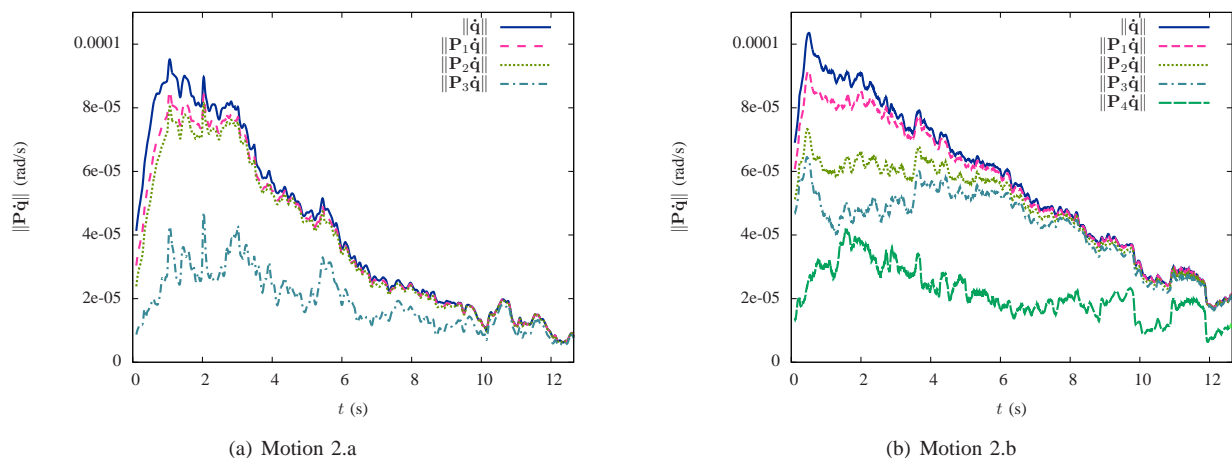 0.0001
8e-05
6e-05
4e-05
2e-05
0
‖Pq̇‖ (rad/s)
‖q̇‖
‖P₁q̇‖
‖P₂q̇‖
‖P₃q̇‖
0 2 4 6 8 10 12
t (s)
(a) Motion 2.a
0.0001
8e-05
6e-05
4e-05
2e-05
0
‖Pq̇‖ (rad/s)
‖q̇‖
‖P₁q̇‖
‖P₂q̇‖
‖P₃q̇‖
‖P₄q̇‖
0 2 4 6 8 10 12
t (s)
(b) Motion 2.b